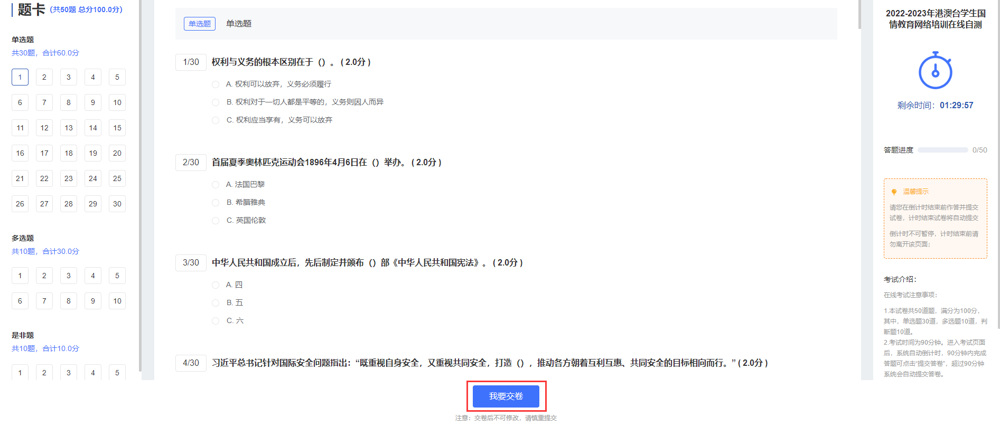 题卡 (共50题 总分100.0分)
单选题
共30题，合计60.0分
1 2 3 4 5
6 7 8 9 10
11 12 13 14 15
16 17 18 19 20
21 22 23 24 25
26 27 28 29 30
多选题
共10题，合计30.0分
1 2 3 4 5
6 7 8 9 10
是非题
共10题，合计10.0分
1 2 3 4 5
单选题 单选题
1/30 权利与义务的根本区别在于（）。 ( 2.0分 )
A. 权利可以放弃，义务必须履行
B. 权利对于一切人都是平等的，义务则因人而异
C. 权利应当享有，义务可以放弃
2/30 首届夏季奥林匹克运动会1896年4月6日在（）举办。 ( 2.0分 )
A. 法国巴黎
B. 希腊雅典
C. 英国伦敦
3/30 中华人民共和国成立后，先后制定并颁布（）部《中华人民共和国宪法》。 ( 2.0分 )
A. 四
B. 五
C. 六
4/30 习近平总书记针对国际安全问题指出：“既重视自身安全，又重视共同安全，打造（），推动各方朝着互利互惠、共同安全的目标相向而行。” ( 2.0分 )
我要交卷
注意：交卷后不可修改，请慎重提交
2022-2023年港澳台学生国
情教育网络培训在线自测
剩余时间：01:29:57
答题进度 0/50
温馨提示
请您在倒计时结束前作答并提交
试卷，计时结束试卷将自动提交
倒计时不可暂停，计时结束前请
勿离开该页面；
考试介绍：
在线考试注意事项：
1.本试卷共50道题，满分为100分，
其中，单选题30道，多选题10道，判
断题10道。
2.考试时间为90分钟。进入考试页面
后，系统自动倒计时，90分钟内完成
答题可点击“提交答卷”，超过90分钟
系统会自动提交答卷。